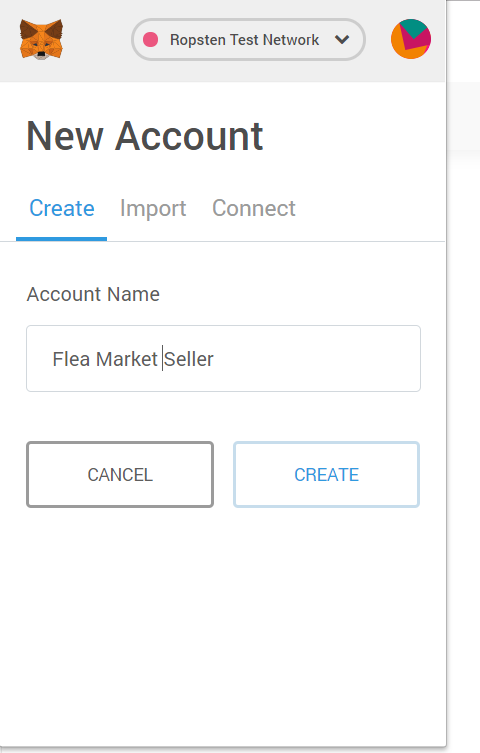 Ropsten Test Network
New Account
Create Import Connect
Account Name
Flea Market Seller
CANCEL CREATE